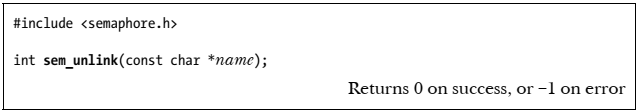 #include <semaphore.h>
int sem_unlink(const char *name);
Returns 0 on success, or –1 on error